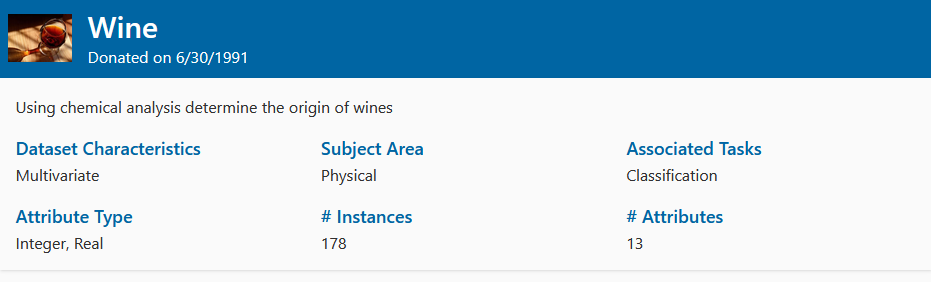 Wine
Donated on 6/30/1991
Using chemical analysis determine the origin of wines
Dataset Characteristics
Subject Area
Associated Tasks
Multivariate
Physical
Classification
Attribute Type
# Instances
# Attributes
Integer, Real
178
13